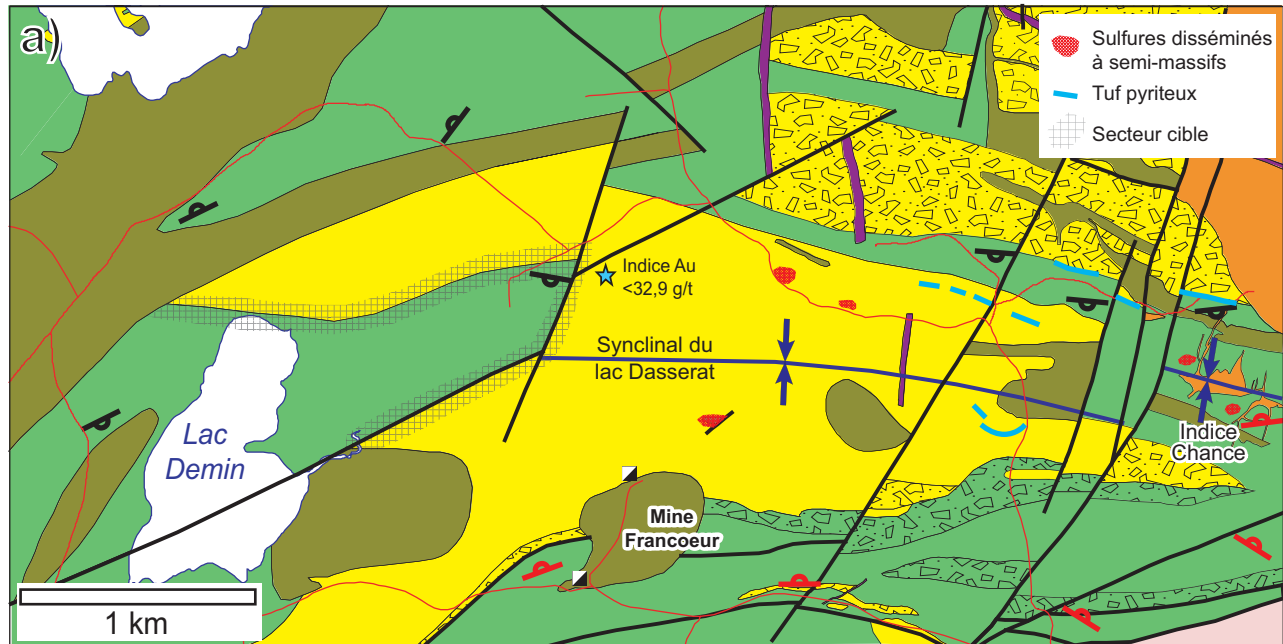 a)
Sulfures disséminés
à semi-massifs
Tuf pyriteux
Secteur cible
Indice Au
<32,9 g/t
Synclinal du
lac Dasserat
Lac
Demin
Indice
Chance
Mine
Francoeur
1 km